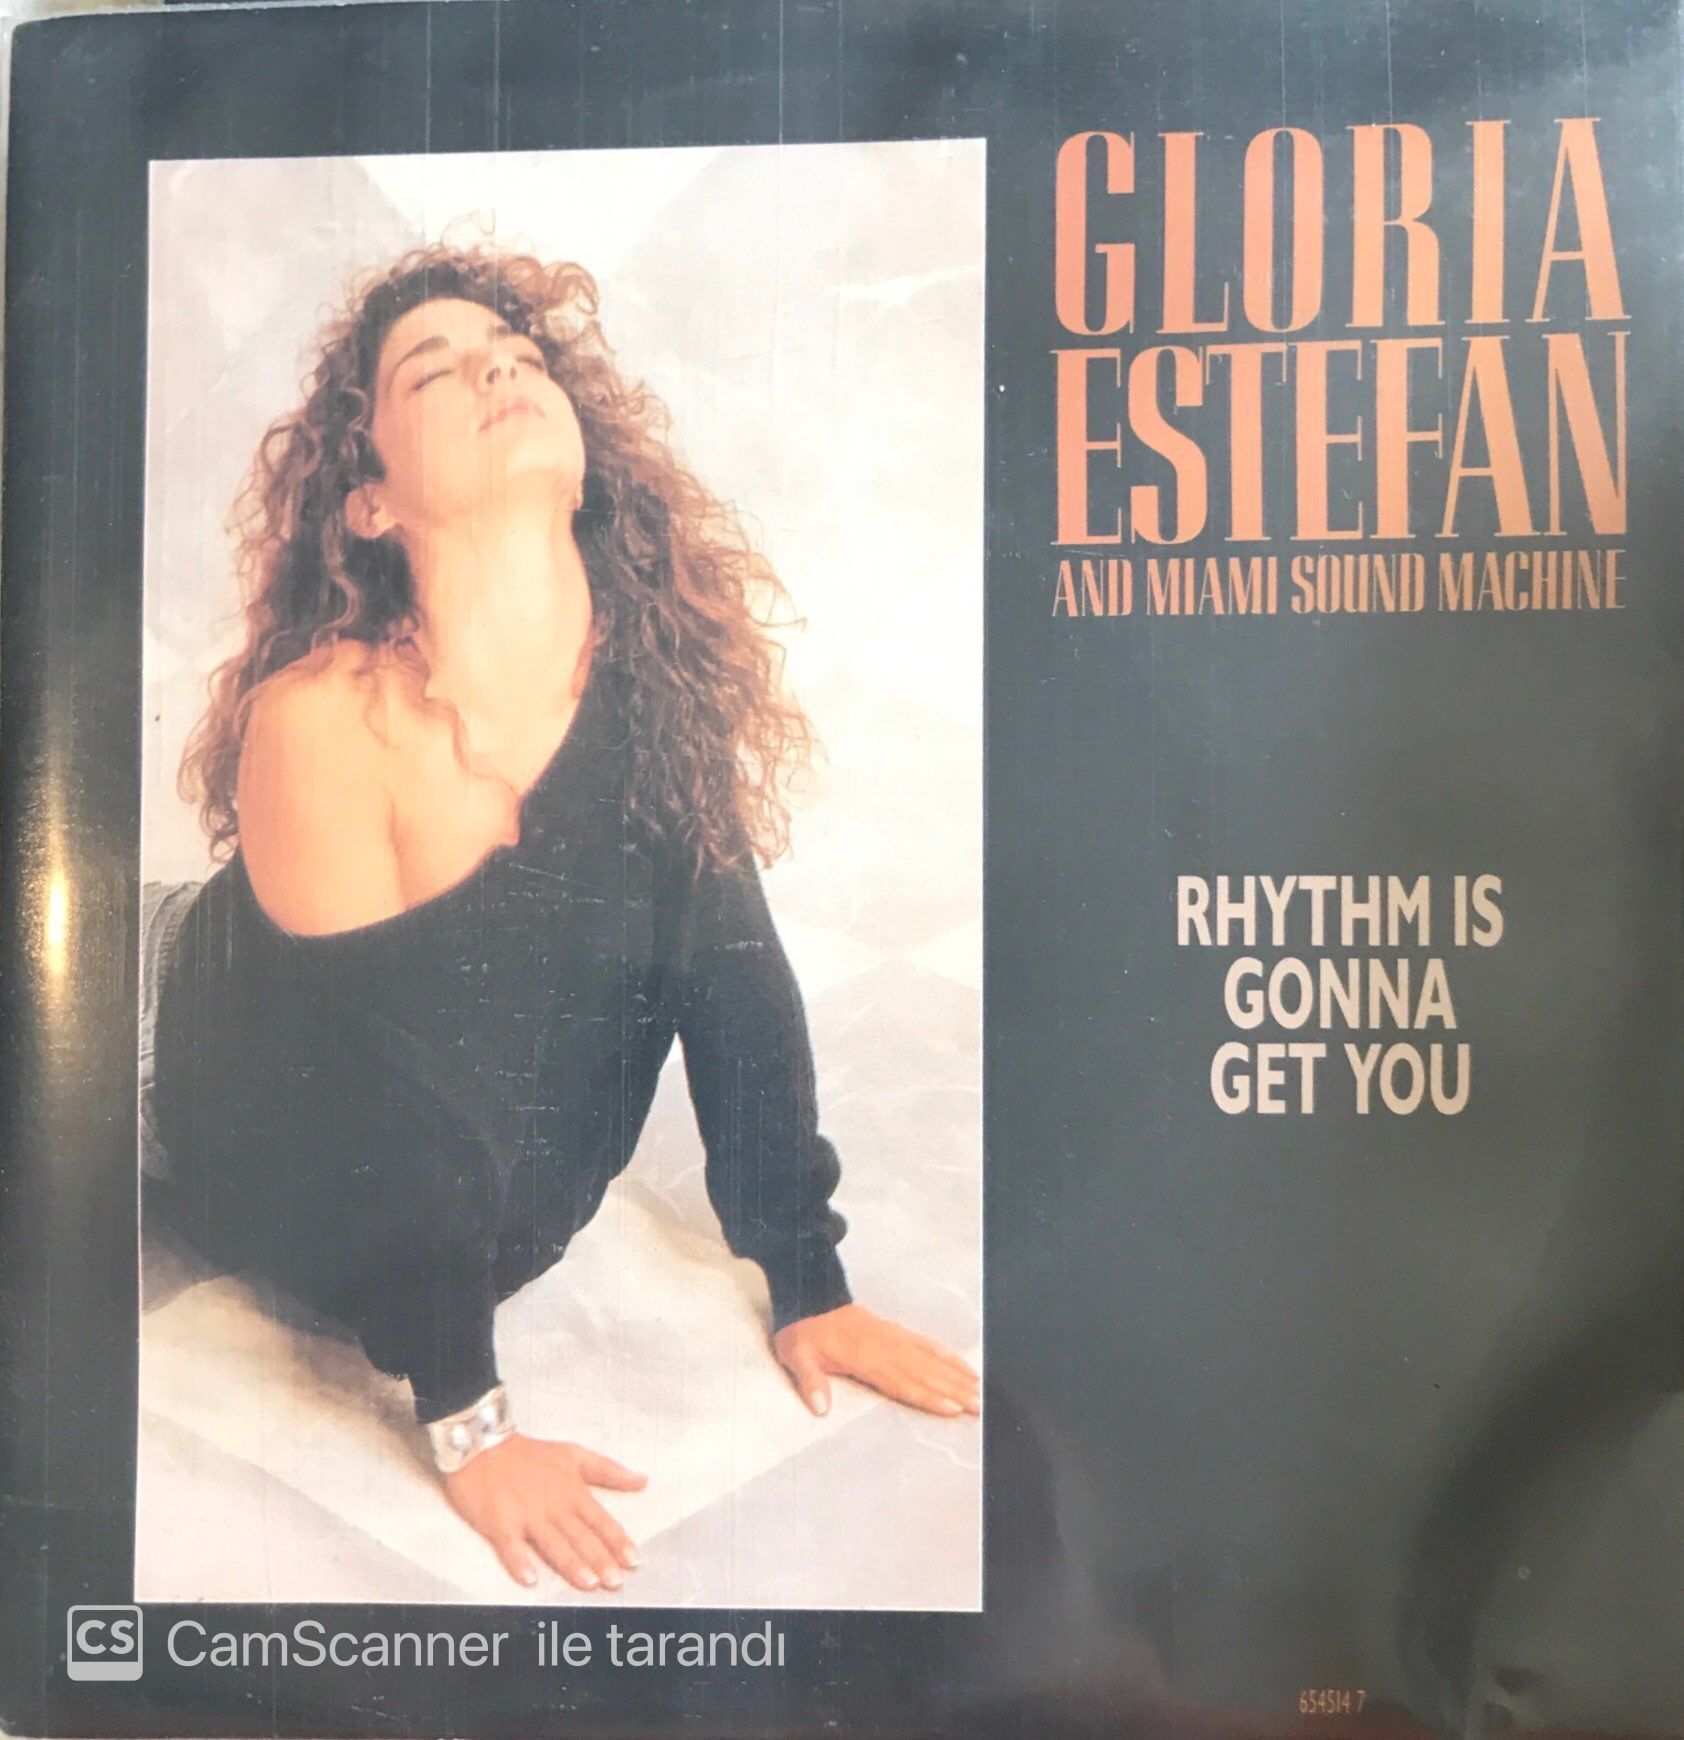 GLORIA
ESTEFAN
AND MIAMI SOUND MACHINE
RHYTHM IS
GONNA
GET YOU
CS CamScanner ile tarandı
654514 7